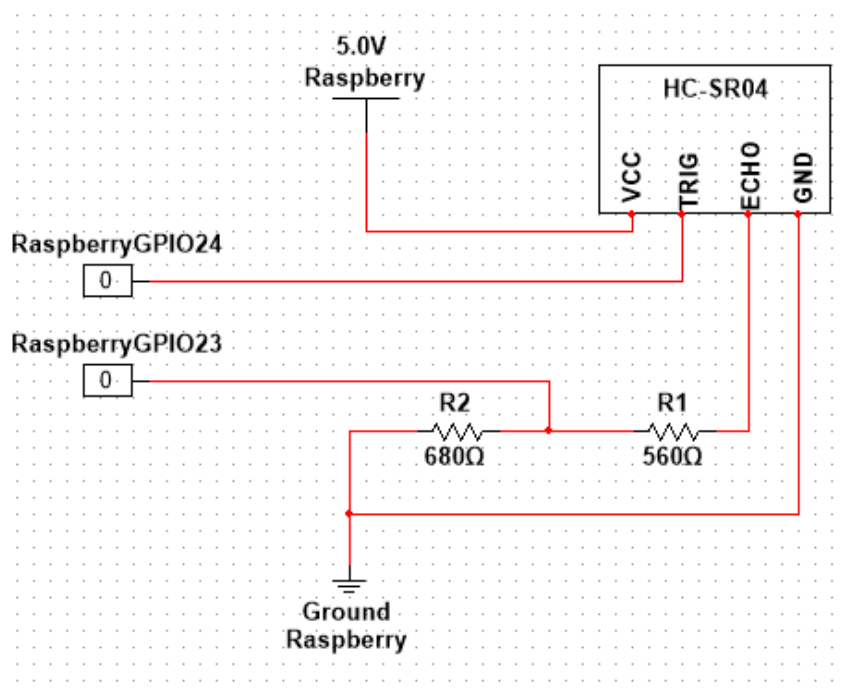 5.0V
Raspberry
HC-SR04
VCC
TRIG
ECHO
GND
RaspberryGPIO24
0
RaspberryGPIO23
0
R2
680Ω
R1
560Ω
Ground
Raspberry